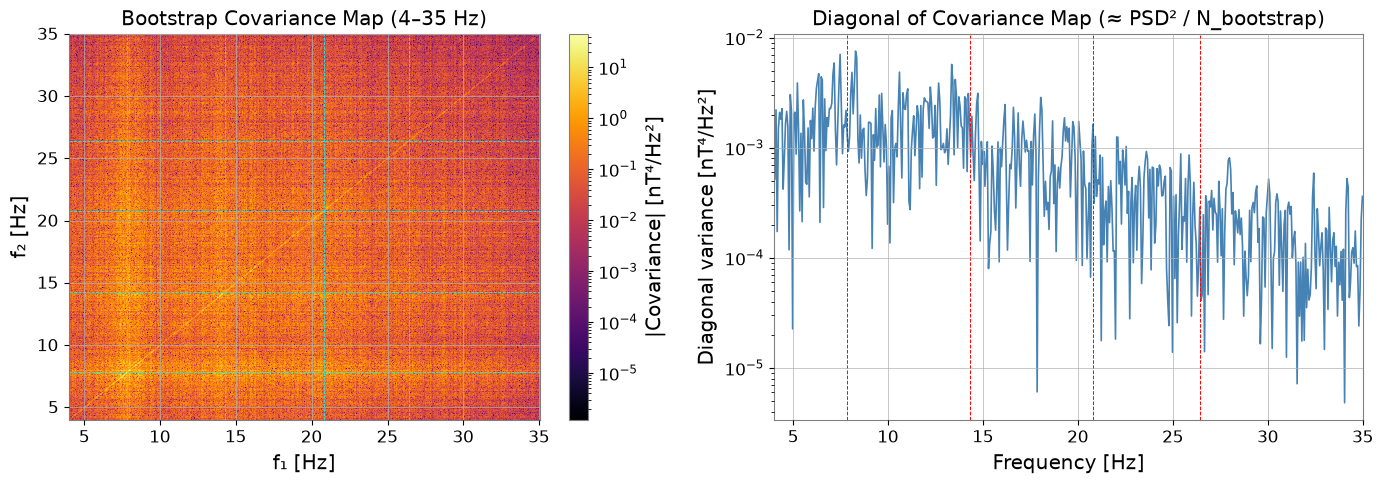 Bootstrap Covariance Map (4–35 Hz)
35
30
25
20
15
10
5
f₂ [Hz]
5 10 15 20 25 30 35
f₁ [Hz]
10¹
10⁰
10⁻¹
10⁻²
10⁻³
10⁻⁴
10⁻⁵
|Covariance| [nT⁴/Hz²]
Diagonal of Covariance Map (≈ PSD² / N_bootstrap)
10⁻²
10⁻³
10⁻⁴
10⁻⁵
Diagonal variance [nT⁴/Hz²]
5 10 15 20 25 30 35
Frequency [Hz]